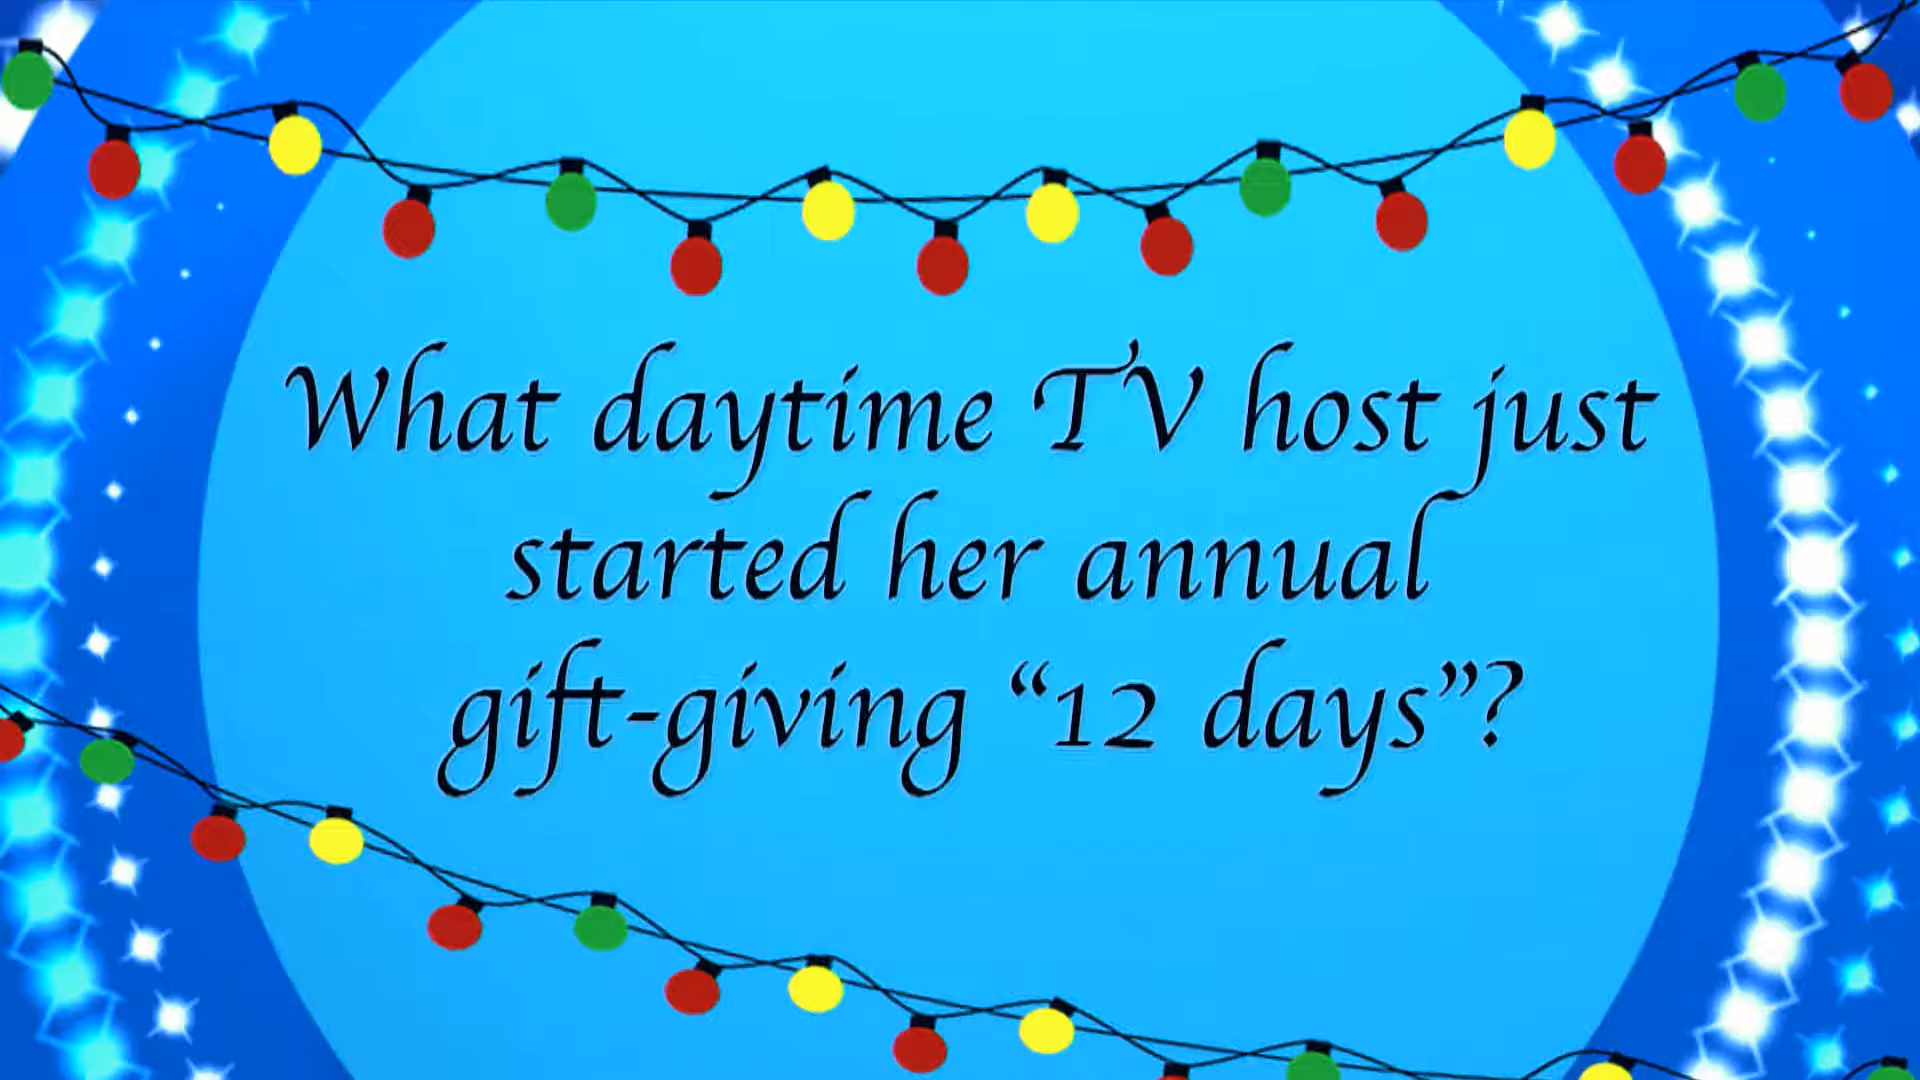 What daytime TV host just
started her annual
gift-giving “12 days”?